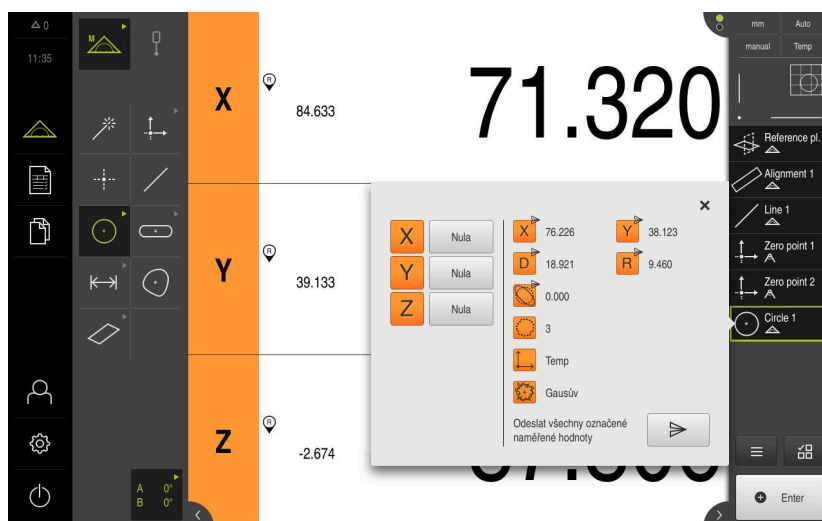 0
11:35
M
A 0°
B 0°
X
R
84.633
71.320
Y
R
39.133
Z
R
-2.674
X Nula
Y Nula
Z Nula
X 76.226 Y 38.123
D 18.921 R 9.460
0.000
3
Temp
Gausúv
Odeslat všechny označené
naměřené hodnoty
mm Auto
manual Temp
Reference pl.
Alignment 1
Line 1
Zero point 1
Zero point 2
Circle 1
Enter